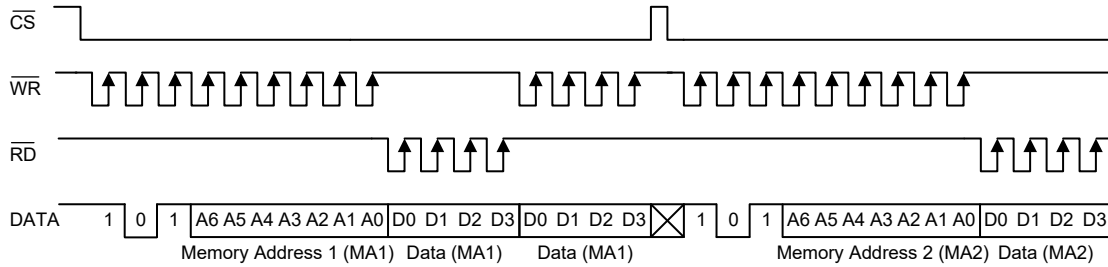 CS
WR
RD
DATA 1 0 1 A6 A5 A4 A3 A2 A1 A0 D0 D1 D2 D3 D0 D1 D2 D3 1 0 1 A6 A5 A4 A3 A2 A1 A0 D0 D1 D2 D3
Memory Address 1 (MA1) Data (MA1) Data (MA1) Memory Address 2 (MA2) Data (MA2)